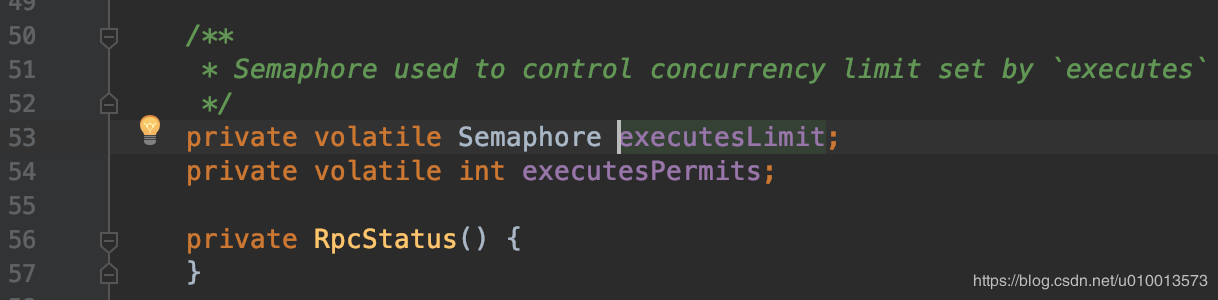 49
50 /**
51 * Semaphore used to control concurrency limit set by `executes`
52 */
53 private volatile Semaphore executesLimit;
54 private volatile int executesPermits;
55
56 private RpcStatus() {
57 }
https://blog.csdn.net/u010013573